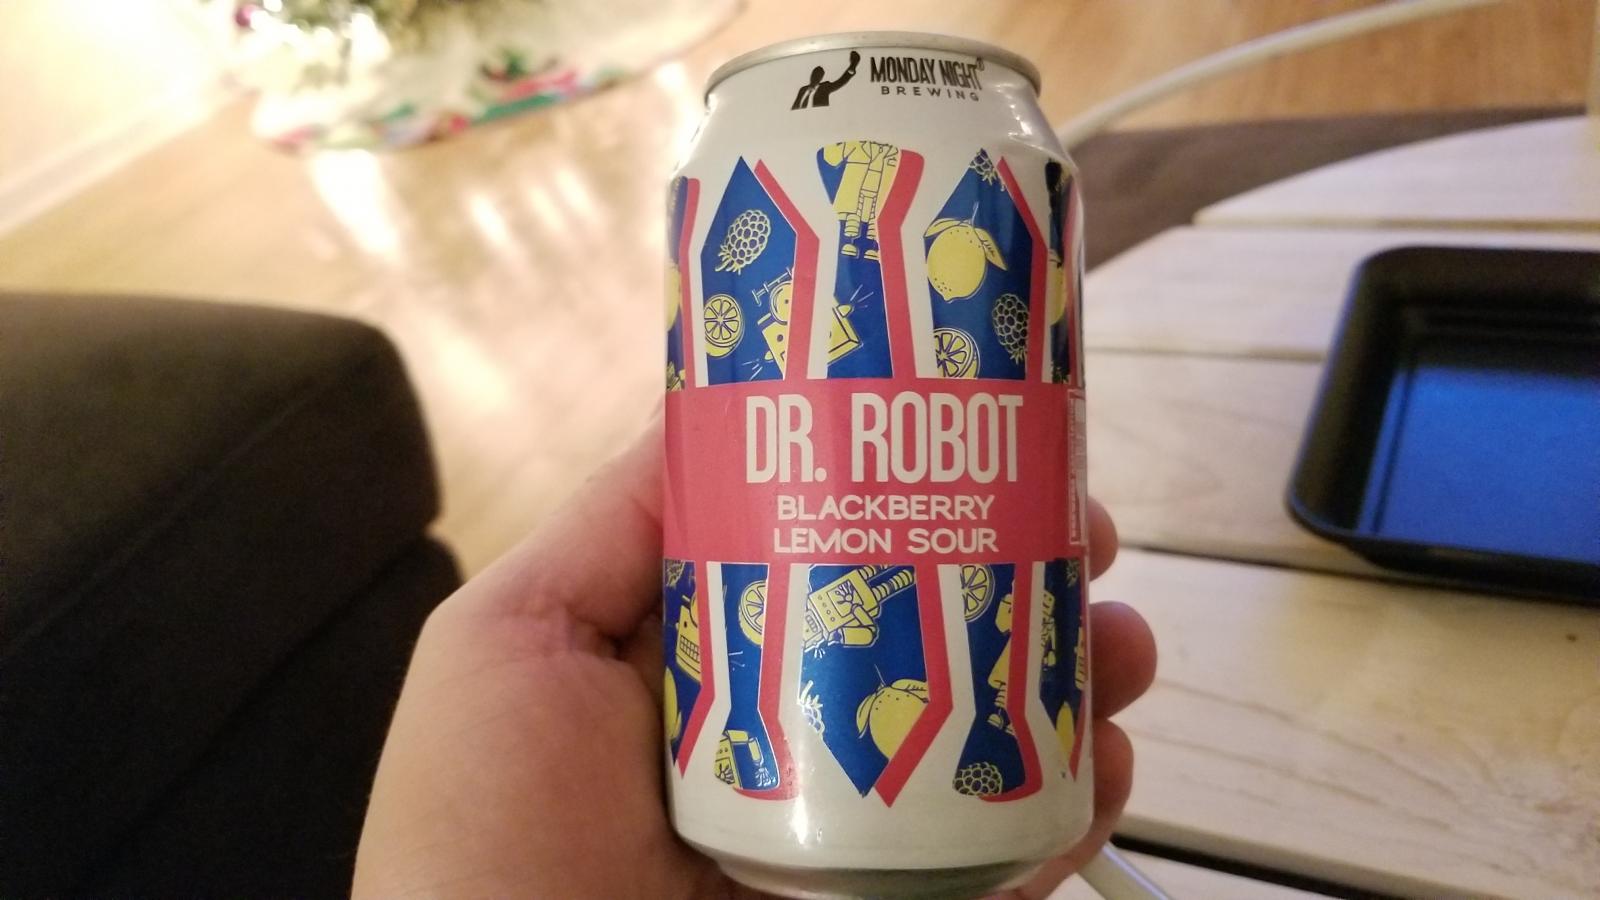 MONDAY NIGHT
BREWING
DR. ROBOT
BLACKBERRY
LEMON SOUR